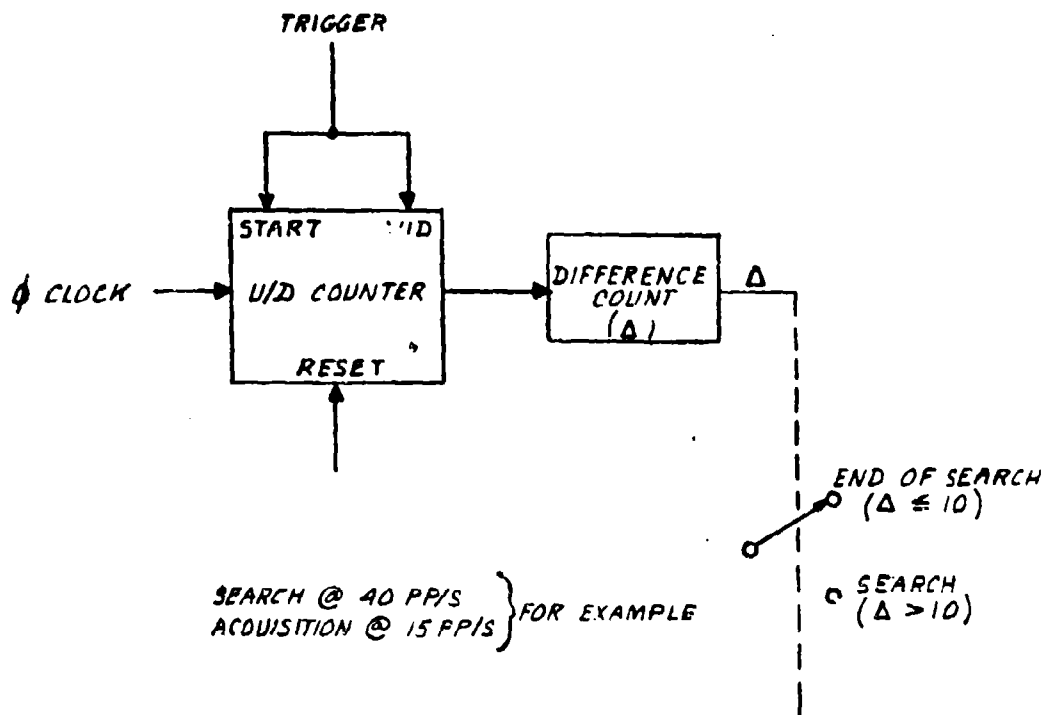 TRIGGER
START
U/D COUNTER
RESET
ϕ CLOCK
DIFFERENCE
COUNT
(Δ)
Δ
END OF SEARCH
(Δ ≤ 10)
SEARCH
(Δ > 10)
SEARCH @ 40 PP/S
ACQUISITION @ 15 PP/S
FOR EXAMPLE